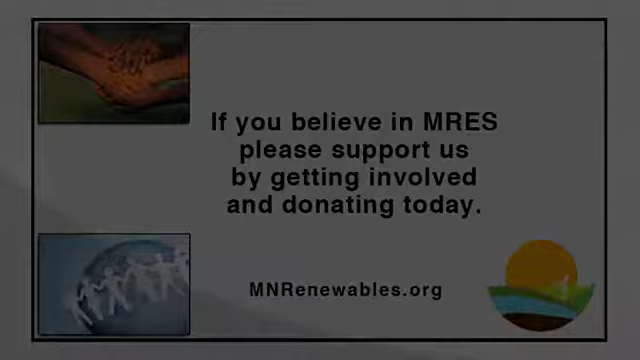 If you believe in MRES
please support us
by getting involved
and donating today.
MNRenewables.org